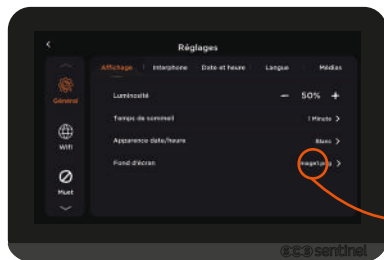 Réglages
Affichage Interphone Date et heure Langue Médias
Général
Luminosité 50%
Temps de sommeil 1 Minute
Wifi
Apparence date/heure Blanc
Fond d'écran
Muet
ecosentinel